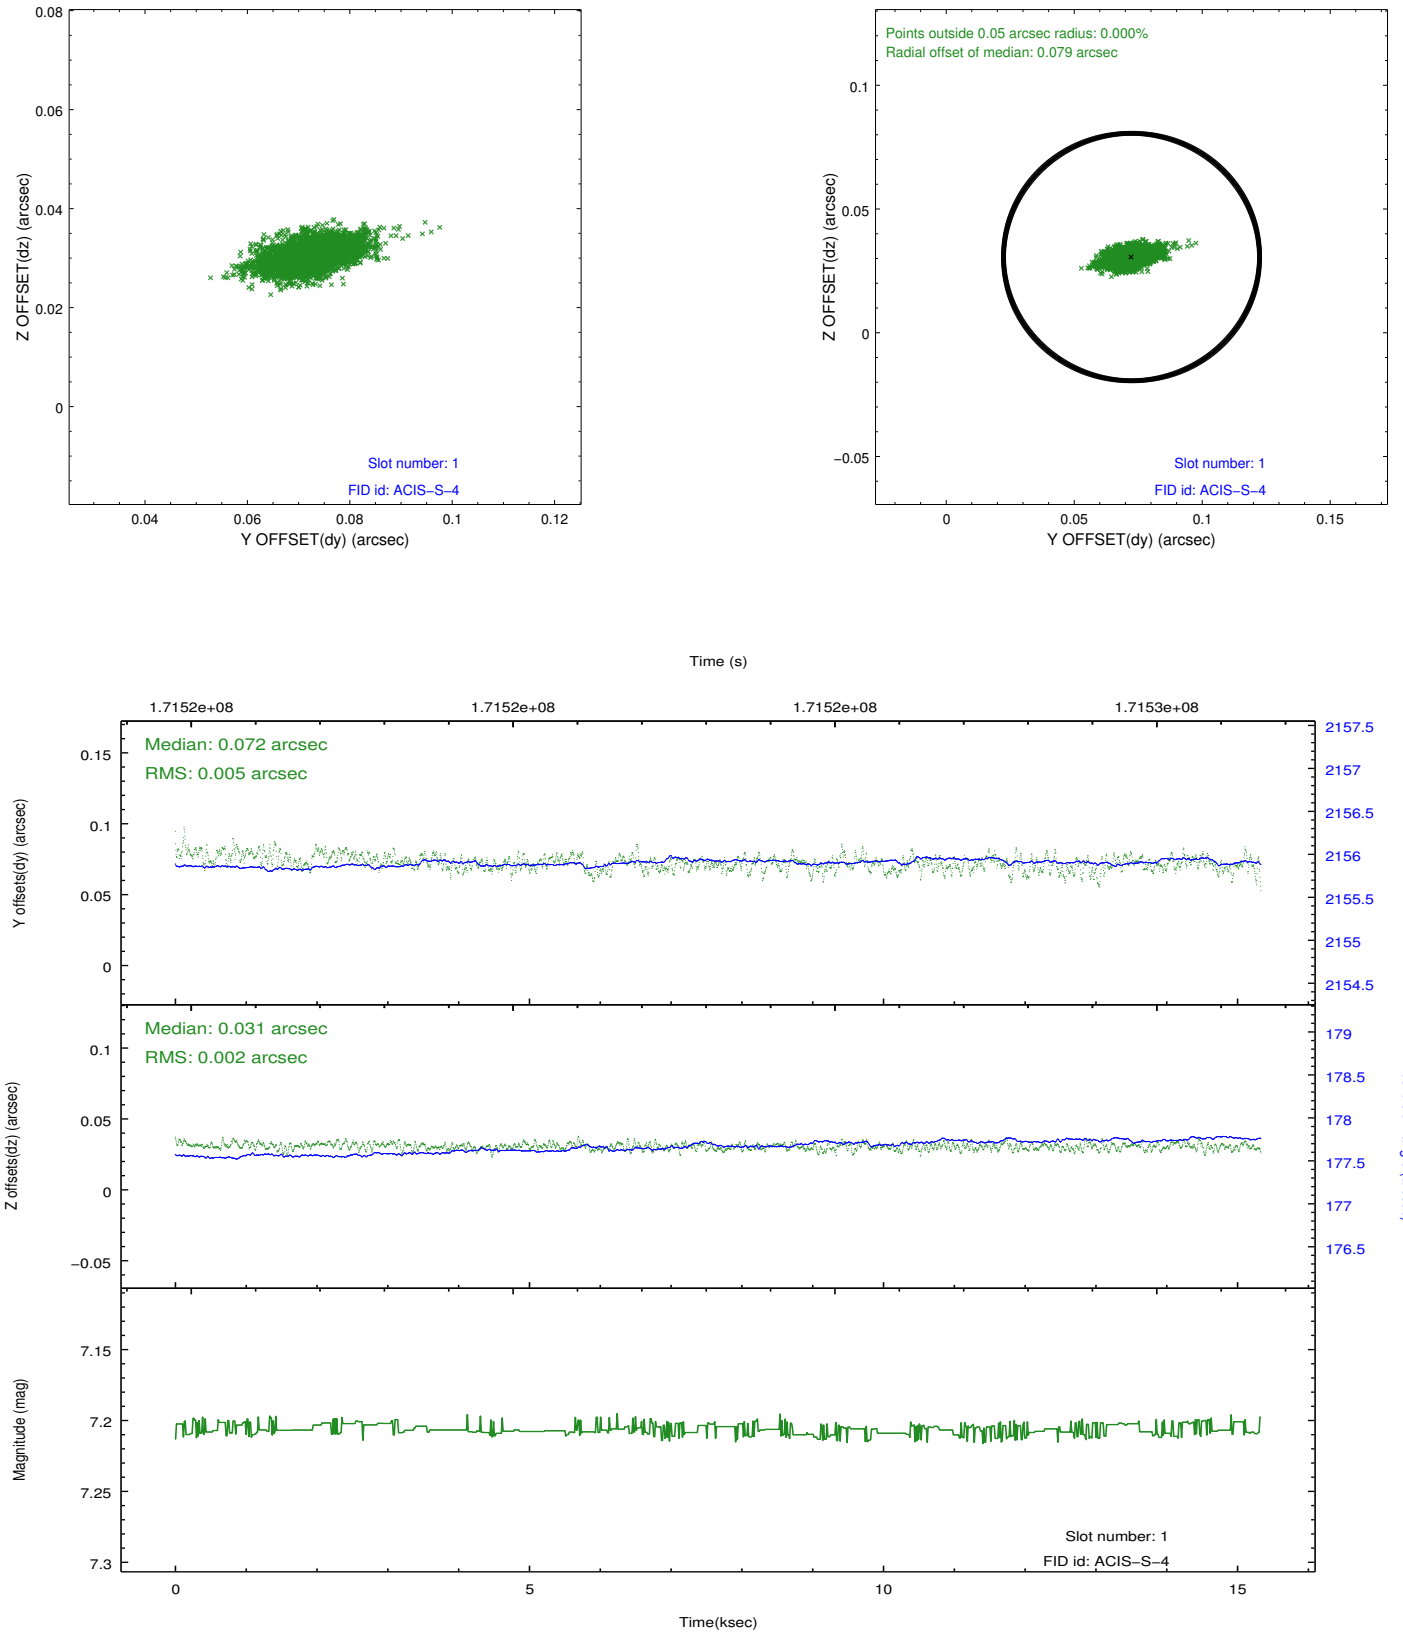 0.08
0.06
0.04
0.02
0
Z OFFSET(dz) (arcsec)
Slot number: 1
FID id: ACIS−S−4
0.04
0.06
0.08
0.1
0.12
Y OFFSET(dy) (arcsec)
Points outside 0.05 arcsec radius: 0.000%
Radial offset of median: 0.079 arcsec
0.1
0.05
0
−0.05
Z OFFSET(dz) (arcsec)
Slot number: 1
FID id: ACIS−S−4
0
0.05
0.1
0.15
Y OFFSET(dy) (arcsec)
Time (s)
1.7152e+08
1.7152e+08
1.7152e+08
1.7153e+08
Median: 0.072 arcsec
RMS: 0.005 arcsec
0.15
0.1
0.05
0
Y offsets(dy) (arcsec)
2157.5
2157
2156.5
2156
2155.5
2155
2154.5
Median: 0.031 arcsec
RMS: 0.002 arcsec
0.1
0.05
0
−0.05
Z offsets(dz) (arcsec)
179
178.5
178
177.5
177
176.5
7.15
7.2
7.25
7.3
Magnitude (mag)
Slot number: 1
FID id: ACIS−S−4
0
5
10
15
Time(ksec)